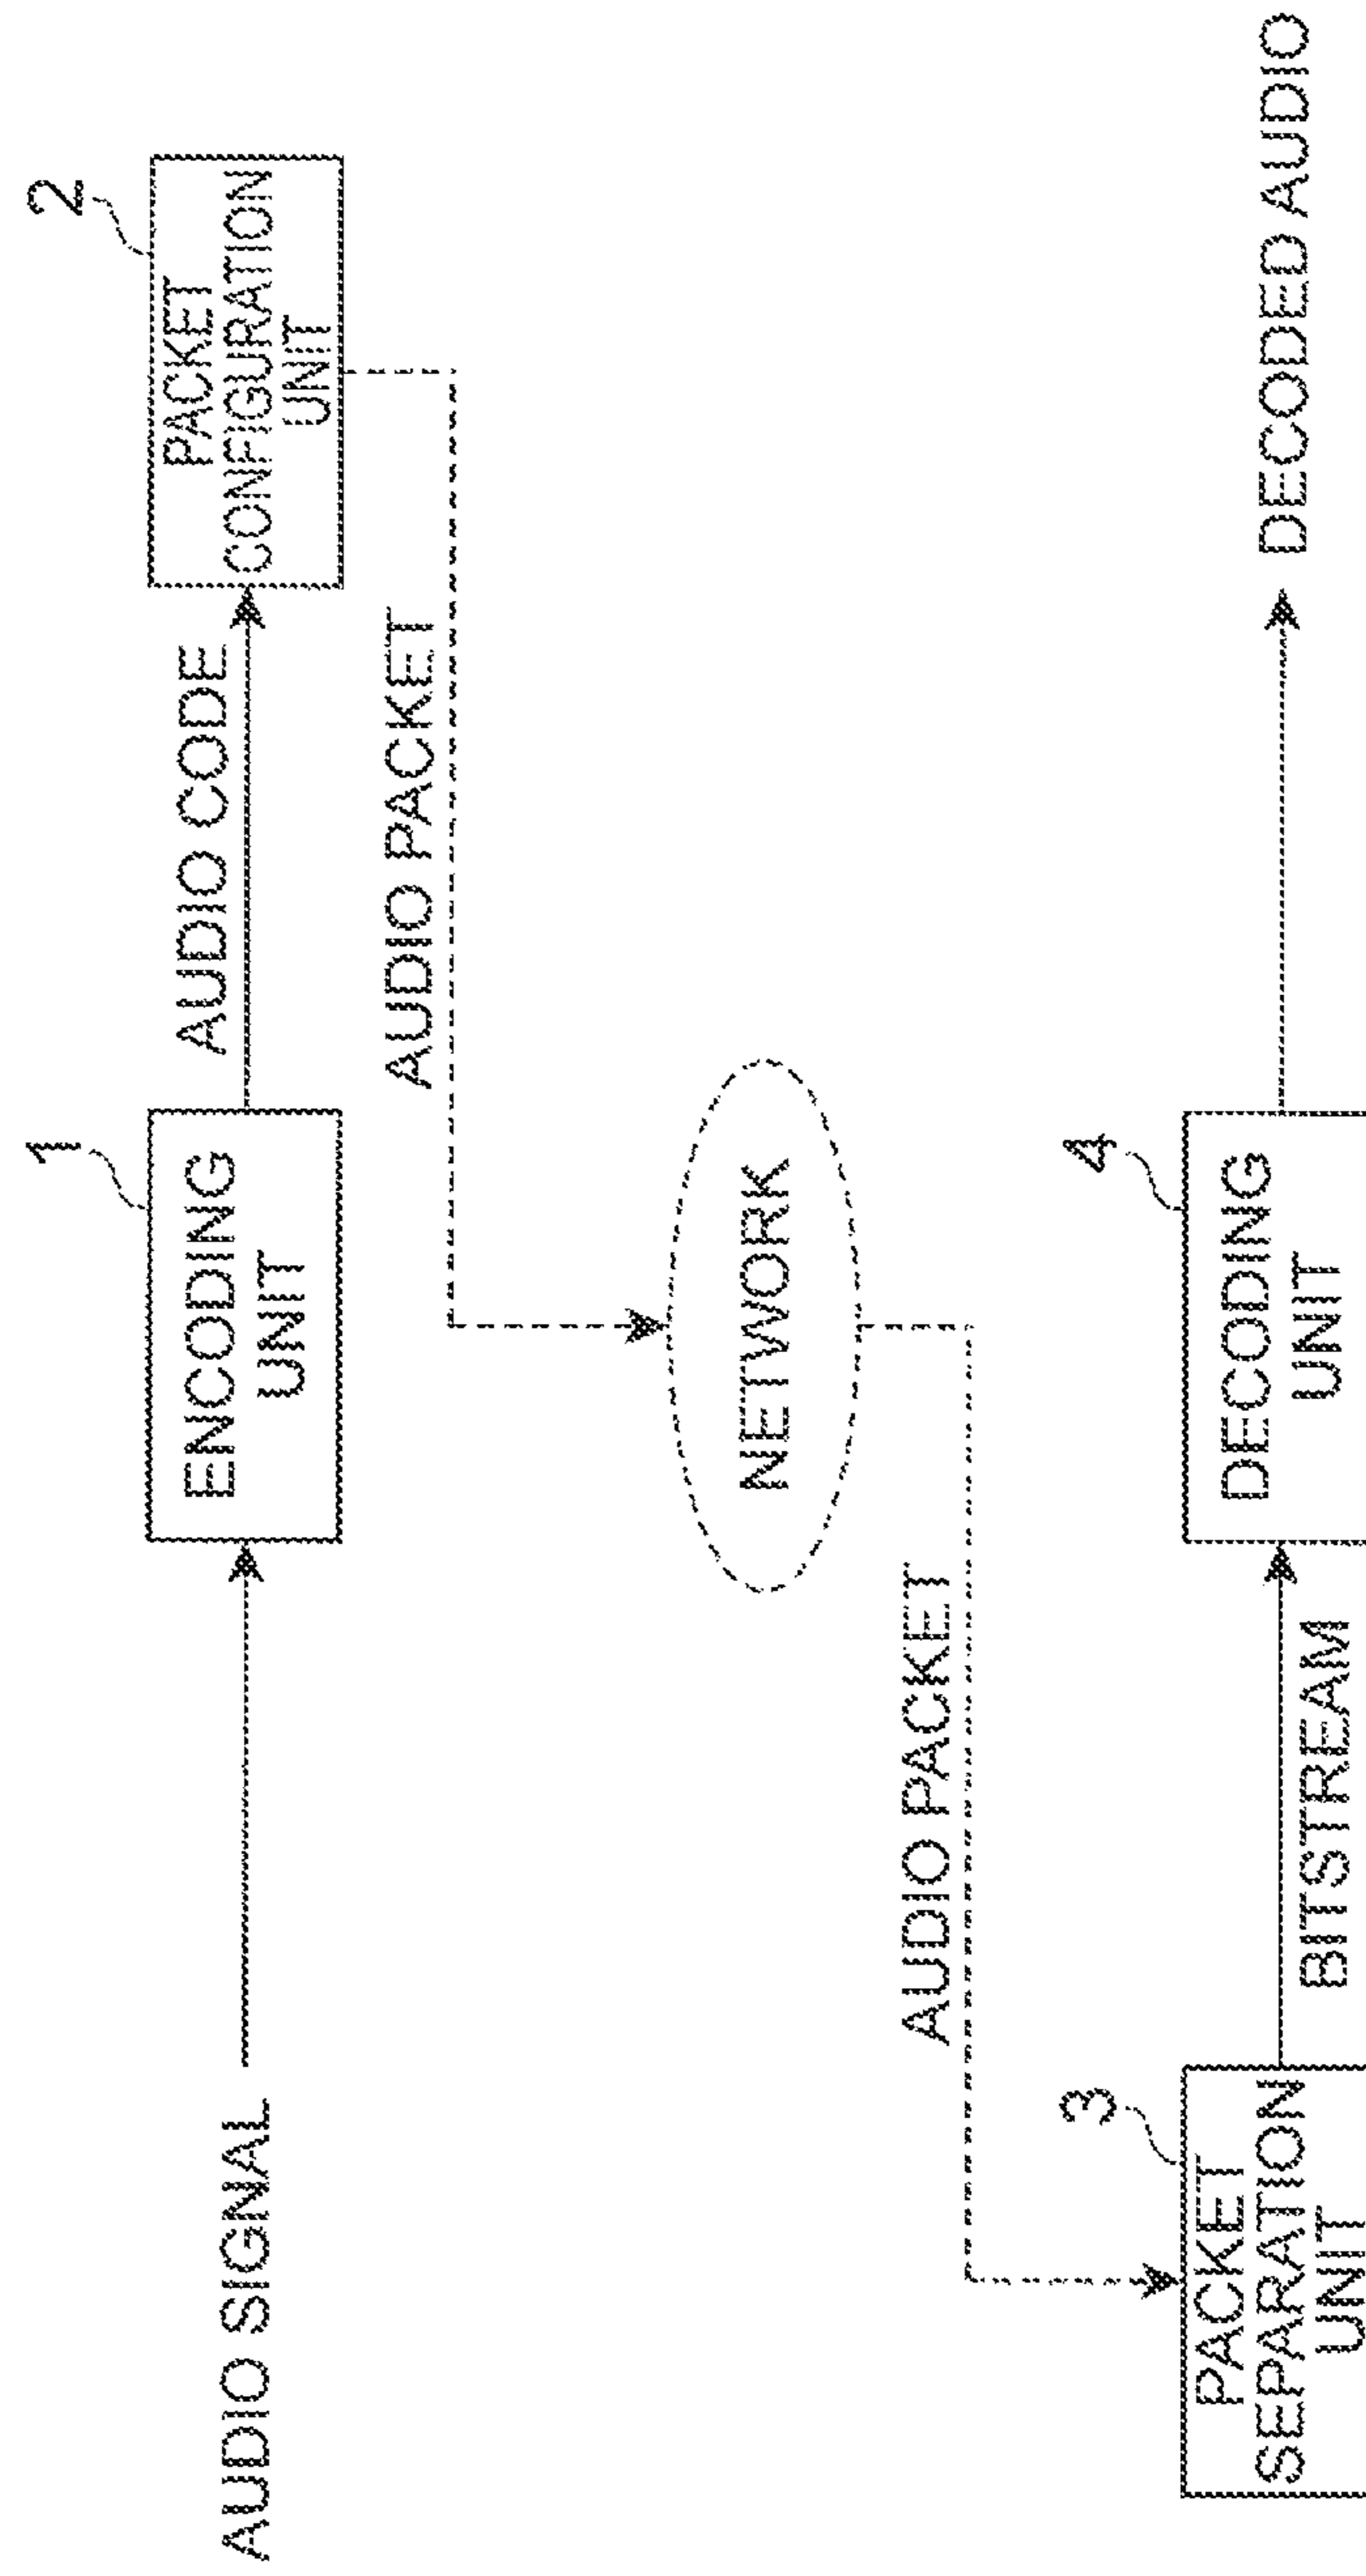 AUDIO SIGNAL
1
ENCODING
UNIT
AUDIO CODE
2
PACKET
CONFIGURATION
UNIT
AUDIO PACKET
NETWORK
AUDIO PACKET
3
PACKET
SEPARATION
UNIT
BITSTREAM
4
DECODING
UNIT
DECODED AUDIO